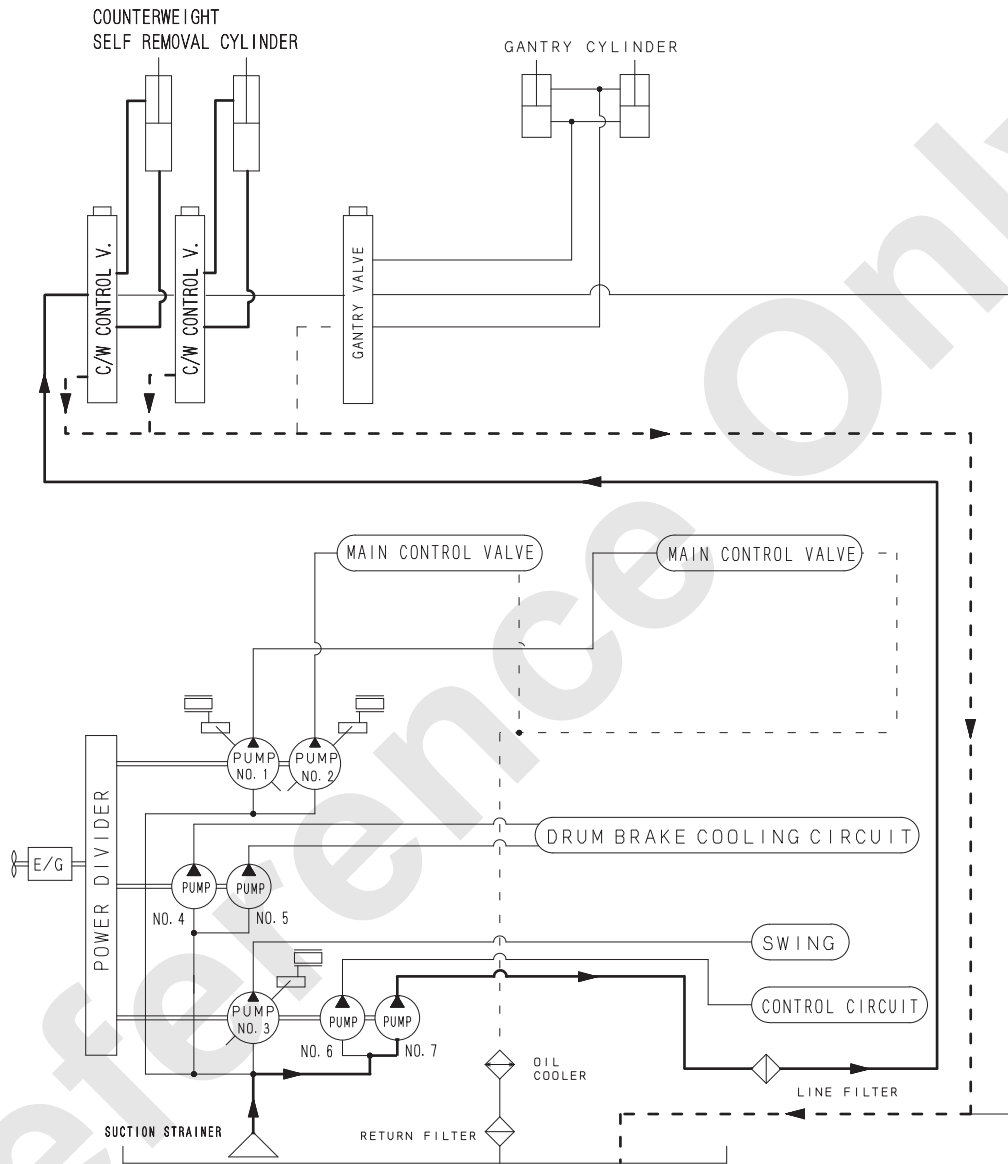 COUNTERWEIGHT
SELF REMOVAL CYLINDER
GANTRY CYLINDER
C/W CONTROL V.
C/W CONTROL V.
GANTRY VALVE
MAIN CONTROL VALVE
MAIN CONTROL VALVE
PUMP
NO. 1
PUMP
NO. 2
POWER DIVIDER
DRUM BRAKE COOLING CIRCUIT
E/G
PUMP
PUMP
NO. 4
NO. 5
SWING
PUMP
NO. 3
CONTROL CIRCUIT
PUMP
PUMP
NO. 6
NO. 7
OIL
COOLER
LINE FILTER
SUCTION STRAINER
RETURN FILTER
eference Only